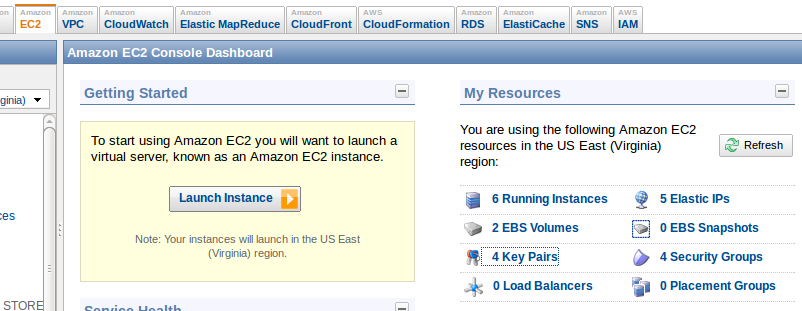 on Amazon Amazon Amazon Amazon Amazon AWS Amazon Amazon Amazon AWS
EC2 VPC CloudWatch Elastic MapReduce CloudFront CloudFormation RDS ElastiCache SNS IAM
Amazon EC2 Console Dashboard
ginia)
ces
STORE
Getting Started
To start using Amazon EC2 you will want to launch a
virtual server, known as an Amazon EC2 instance.
Launch Instance
Note: Your instances will launch in the US East
(Virginia) region.
Service Health
My Resources
You are using the following Amazon EC2
resources in the US East (Virginia)
region:
Refresh
6 Running Instances 5 Elastic IPs
2 EBS Volumes 0 EBS Snapshots
4 Key Pairs 4 Security Groups
0 Load Balancers 0 Placement Groups